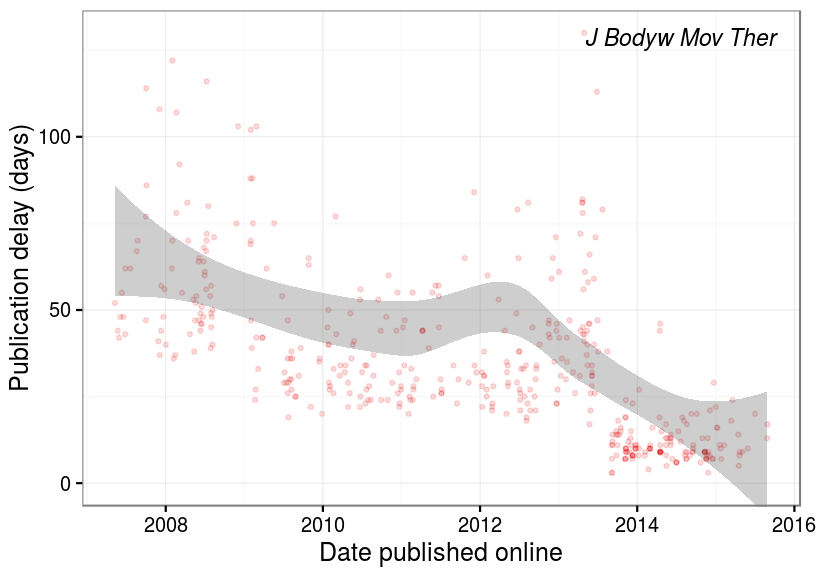 J Bodyw Mov Ther
Publication delay (days)
100
50
0
2008 2010 2012 2014 2016
Date published online